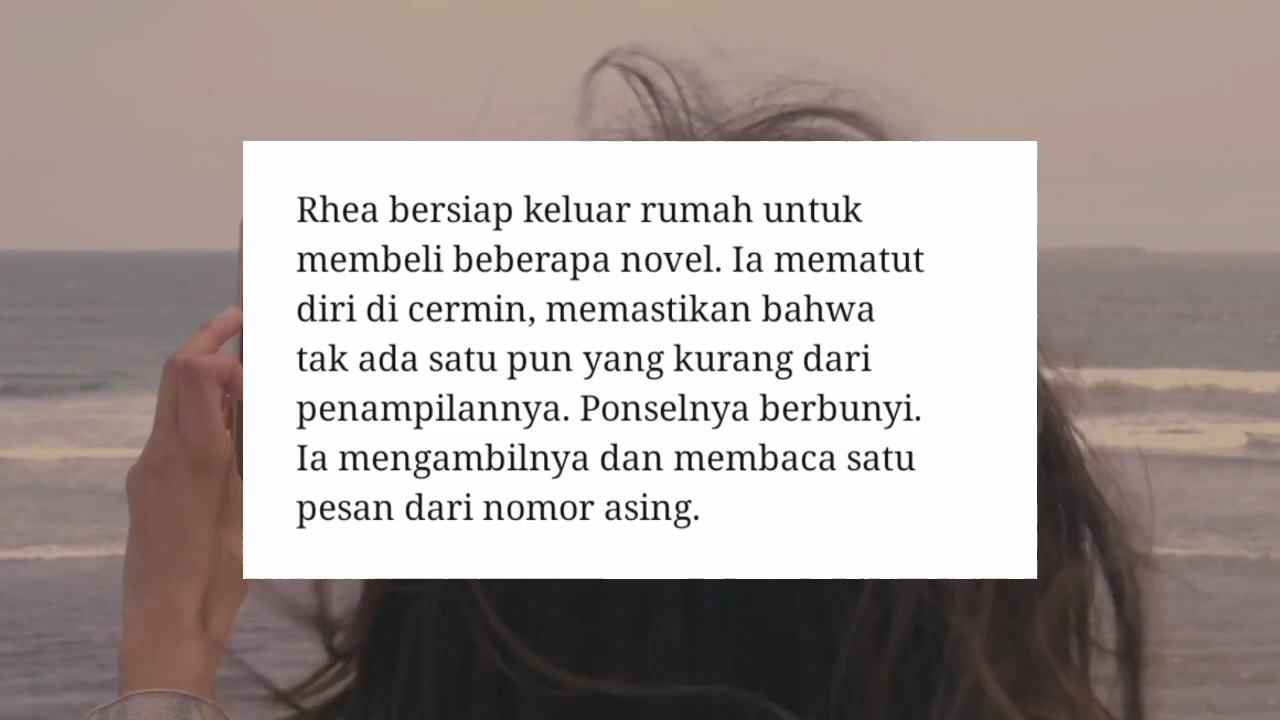 Rhea bersiap keluar rumah untuk
membeli beberapa novel. Ia mematut
diri di cermin, memastikan bahwa
tak ada satu pun yang kurang dari
penampilannya. Ponselnya berbunyi.
Ia mengambilnya dan membaca satu
pesan dari nomor asing.